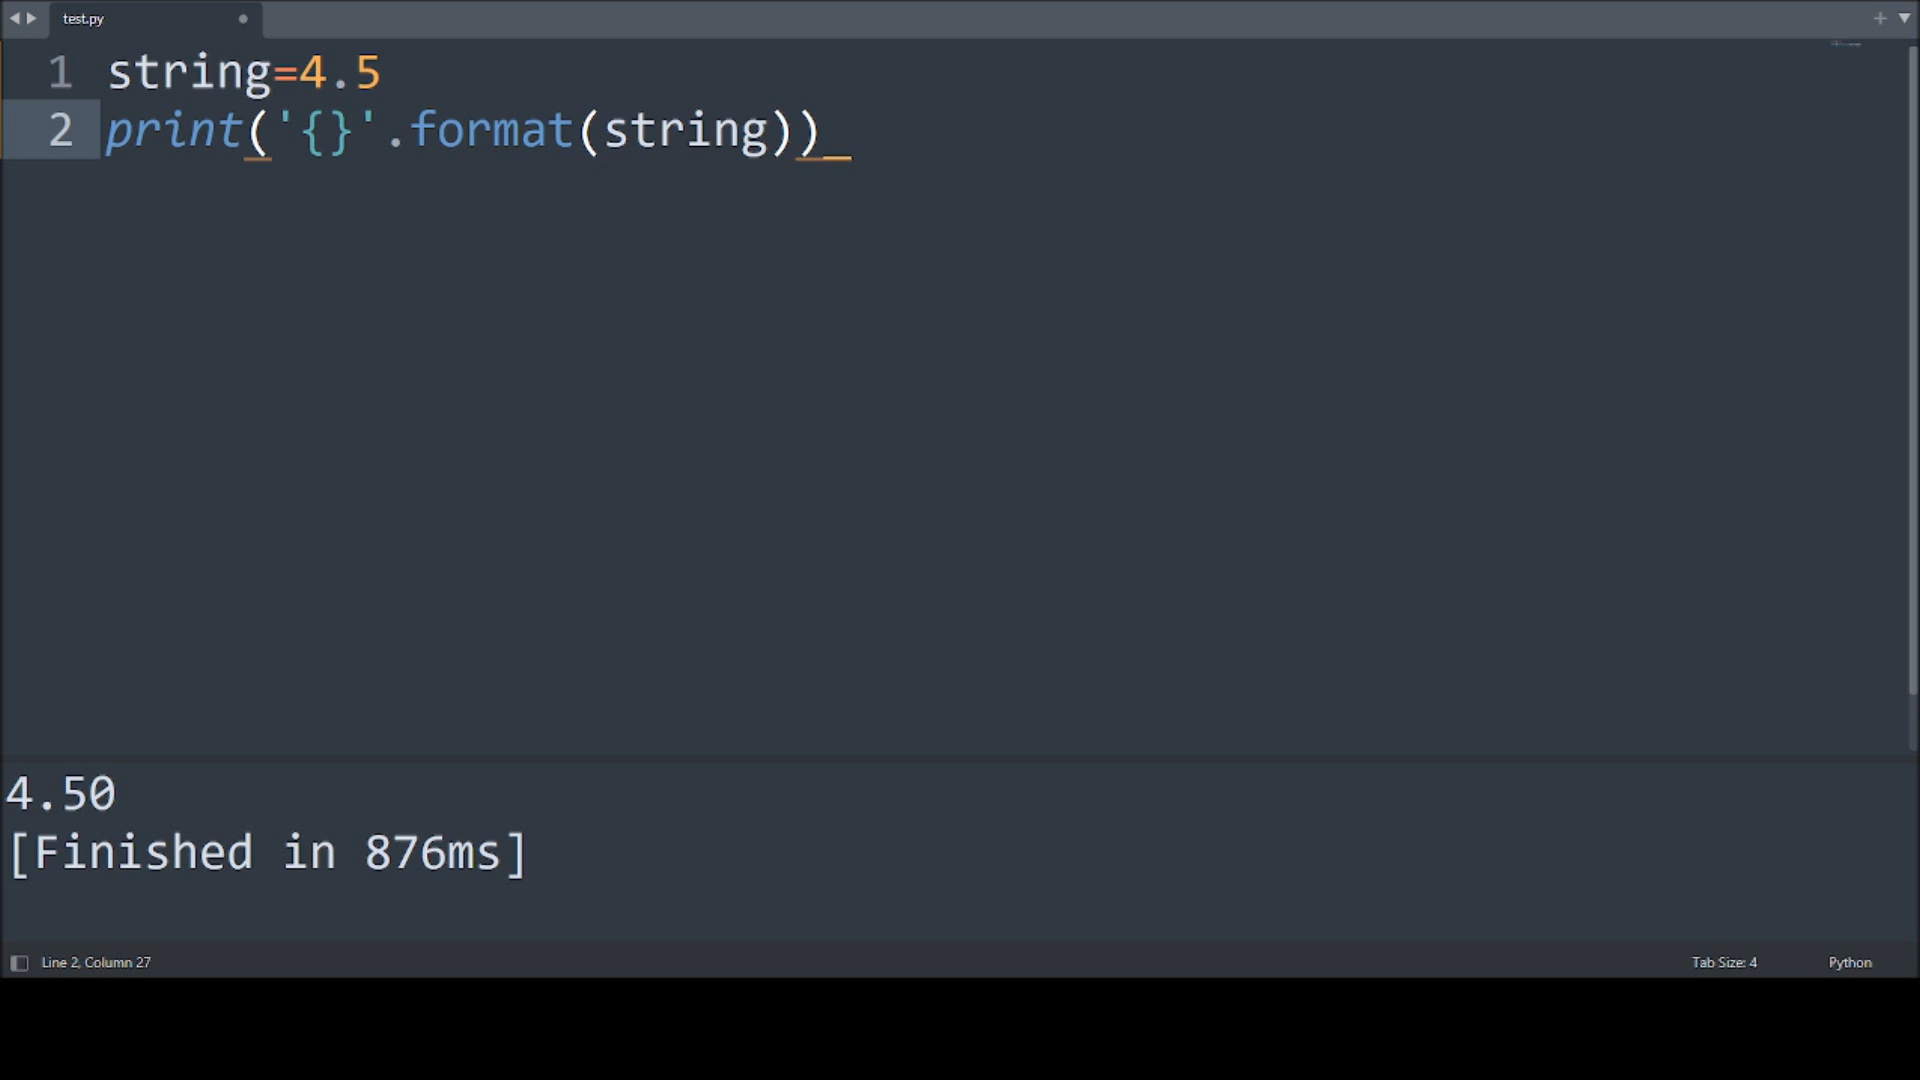 test.py
1 string=4.5
2 print('{}'.format(string))
4.50
[Finished in 876ms]
Line 2, Column 27
Tab Size: 4
Python